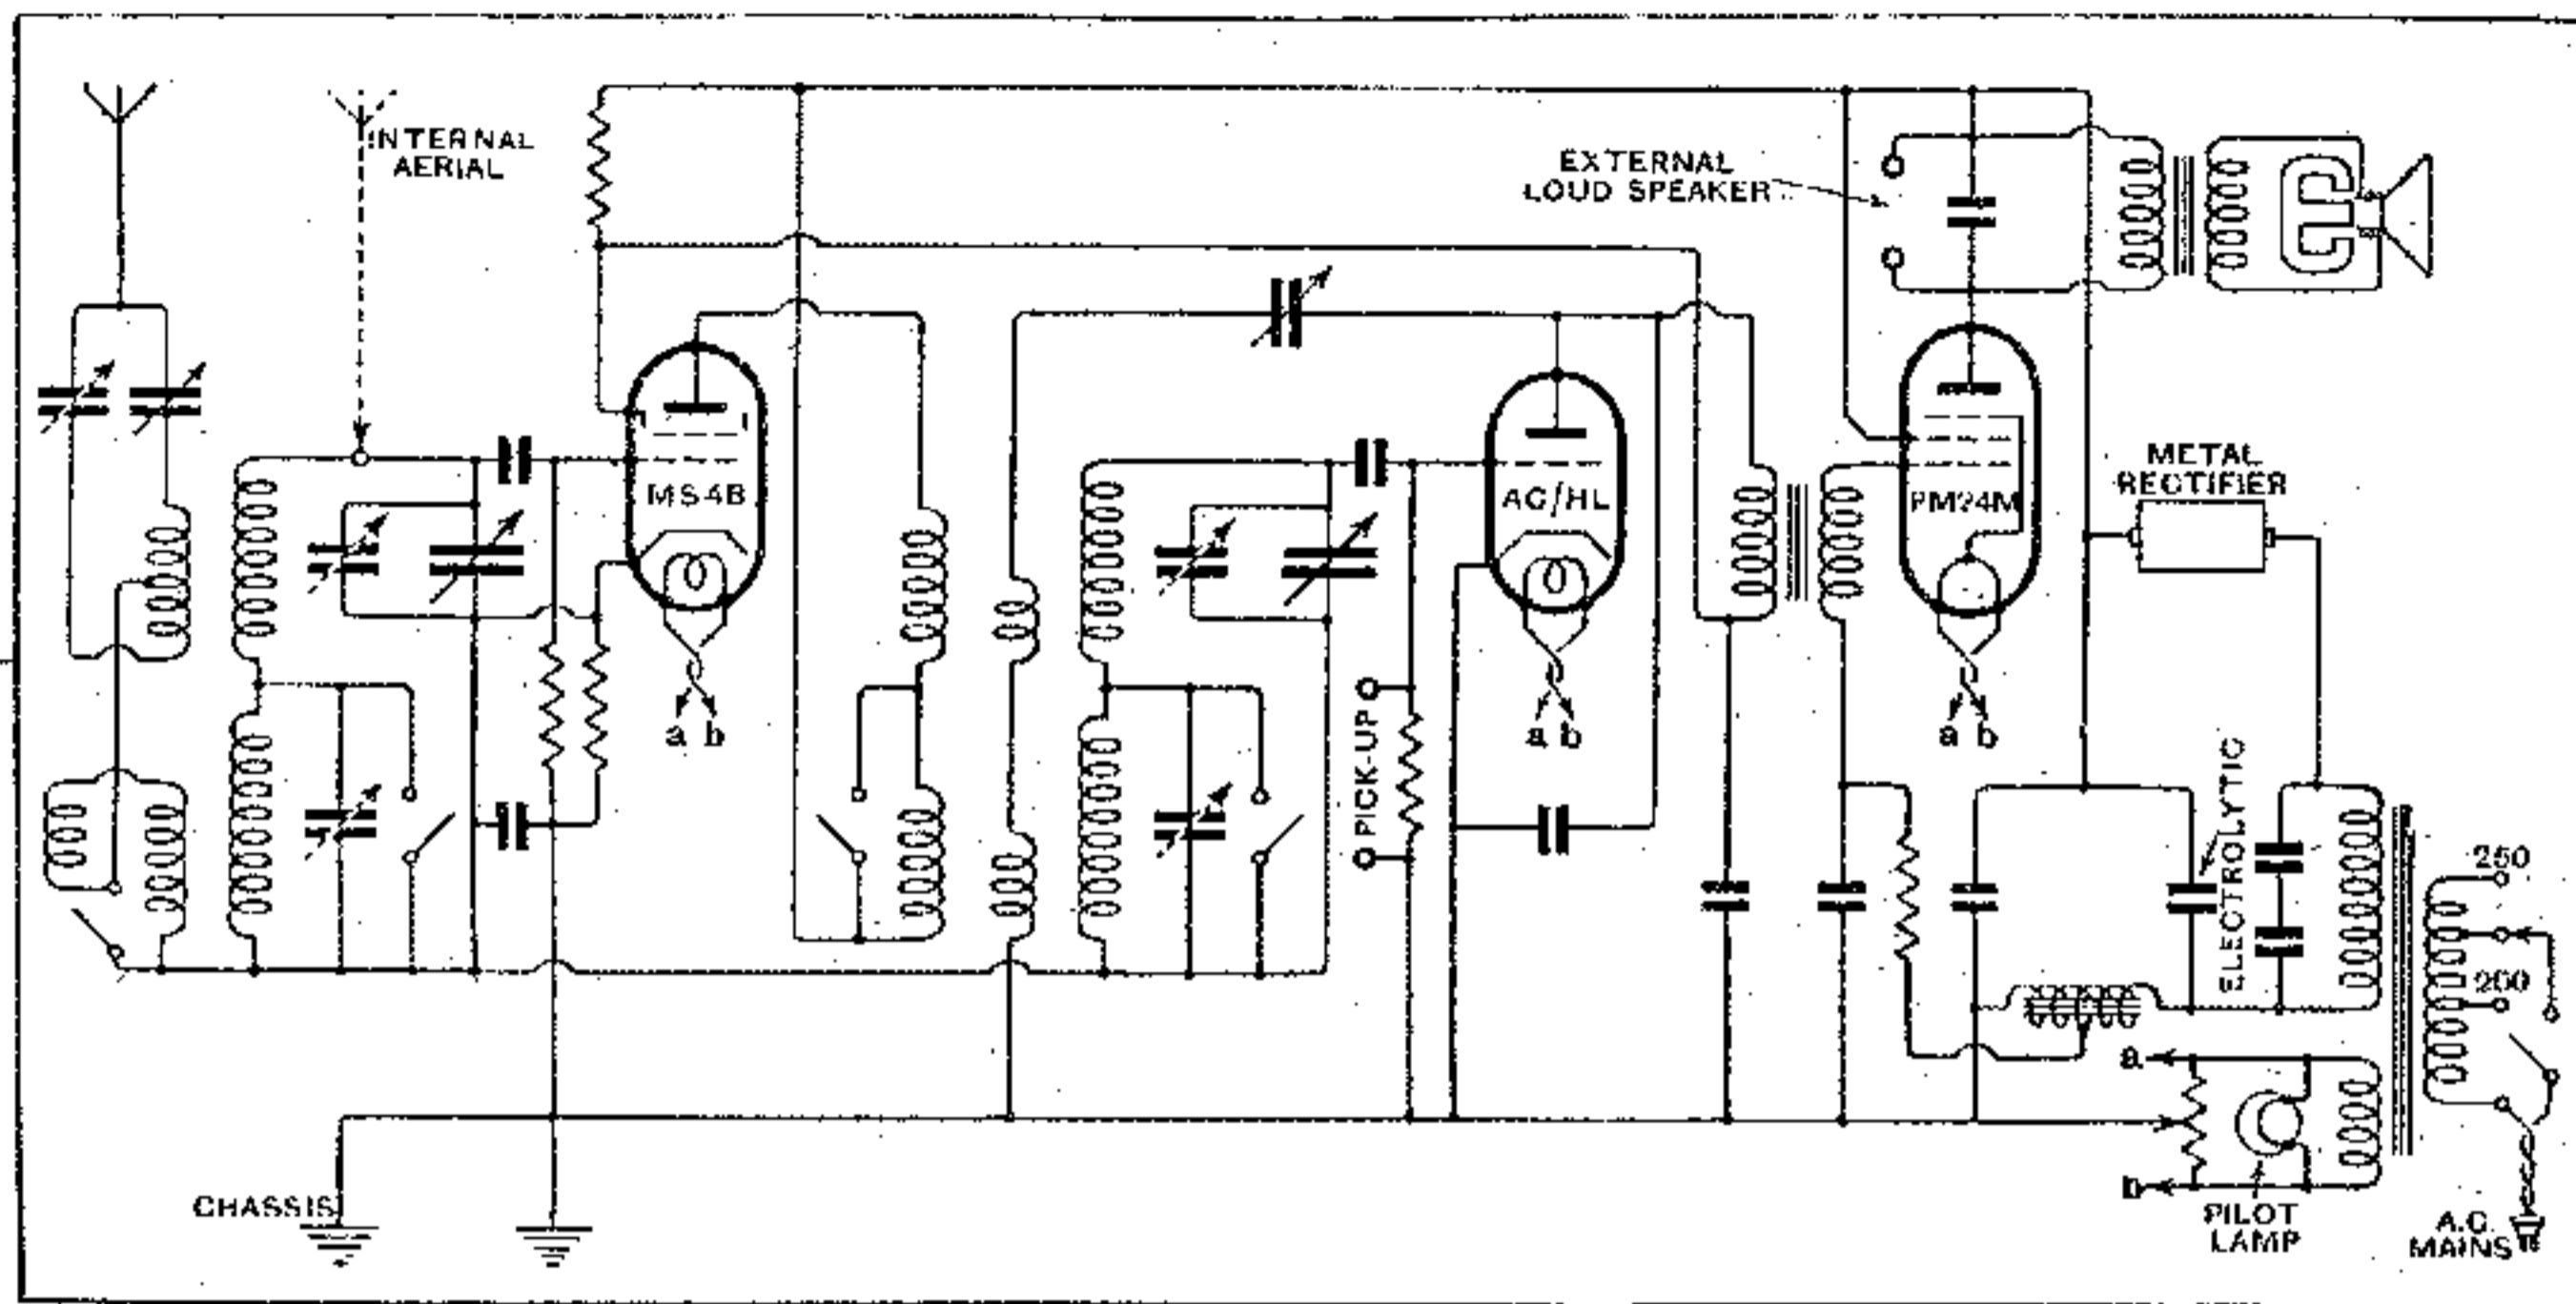 INTERNAL
AERIAL
EXTERNAL
LOUD SPEAKER
MS4B
AC/HL
PM24M
METAL
RECTIFIER
a b
a b
a b
PICK-UP
ELECTROLYTIC
250
200
a
b
CHASSIS
PILOT
LAMP
A.C.
MAINS